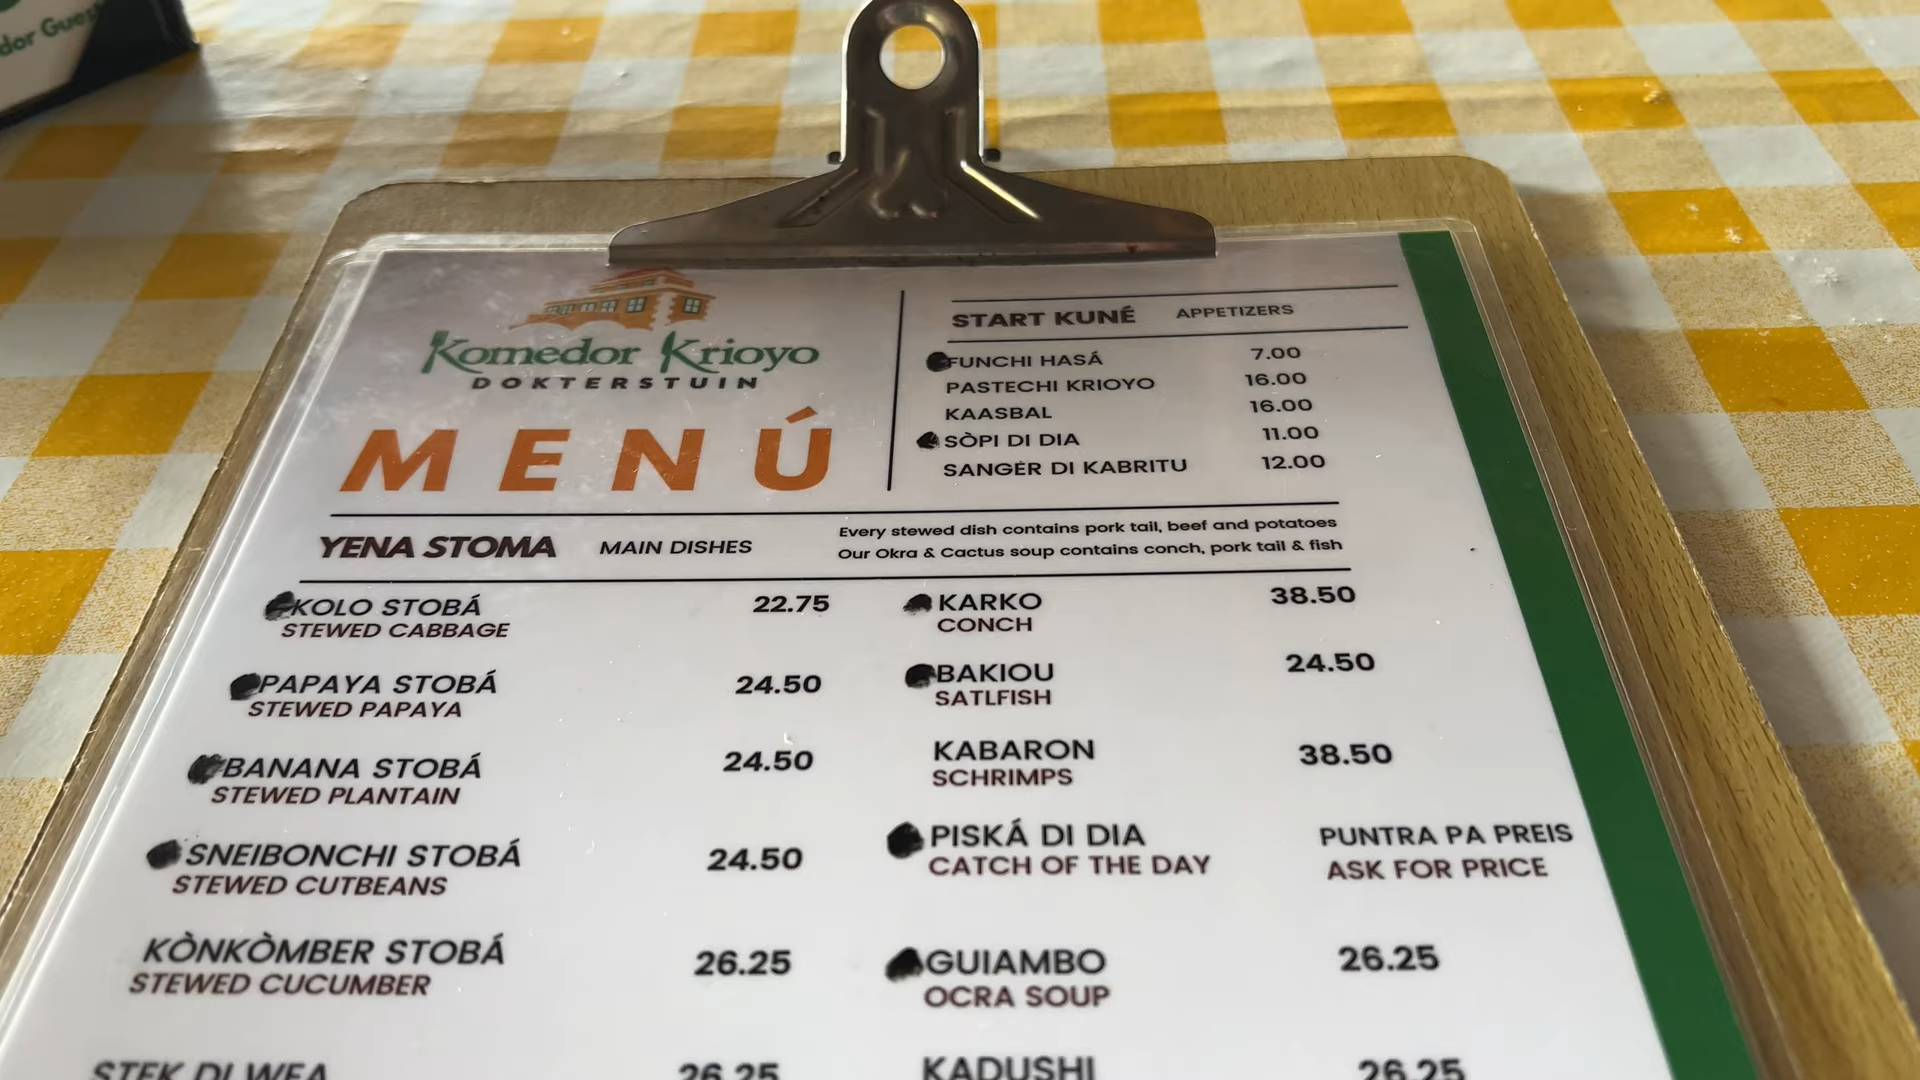 dor Guest
Komedor Krioyo
DOKTERSTUIN
MENÚ
START KUNÉ APPETIZERS
FUNCHI HASÁ 7.00
PASTECHI KRIOYO 16.00
KAASBAL 16.00
SÒPI DI DIA 11.00
SANGER DI KABRITU 12.00
YENA STOMA MAIN DISHES
Every stewed dish contains pork tail, beef and potatoes
Our Okra & Cactus soup contains conch, pork tail & fish
KOLO STOBÁ 22.75
STEWED CABBAGE
PAPAYA STOBÁ 24.50
STEWED PAPAYA
BANANA STOBÁ 24.50
STEWED PLANTAIN
SNEIBONCHI STOBÁ 24.50
STEWED CUTBEANS
KÒNKÒMBER STOBÁ 26.25
STEWED CUCUMBER
STEK DI WEA 26.25
KARKO 38.50
CONCH
BAKIOU 24.50
SATLFISH
KABARON 38.50
SCHRIMPS
PISKÁ DI DIA PUNTRA PA PREIS
CATCH OF THE DAY ASK FOR PRICE
GUIAMBO 26.25
OCRA SOUP
KADUSHI 26.25